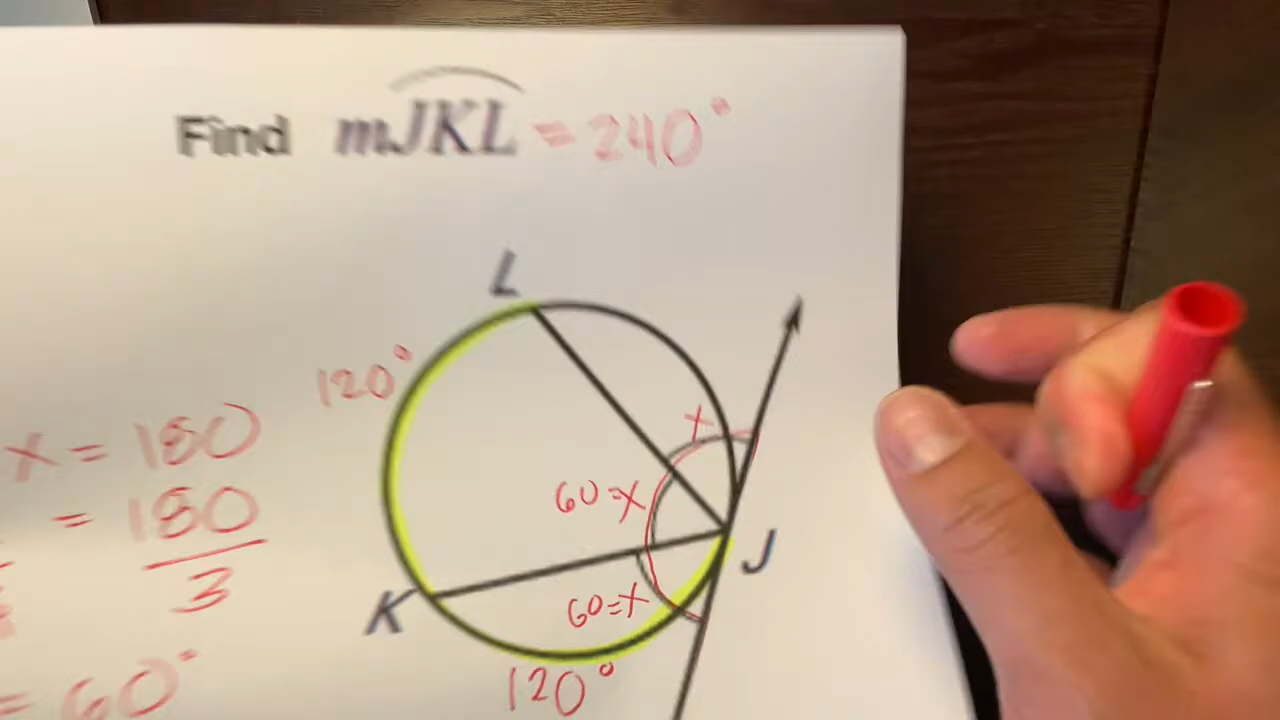 Find mJKL = 240°
L
120°
x = 180
x
= 180
60=x
3
J
K
60=x
= 60°
120°